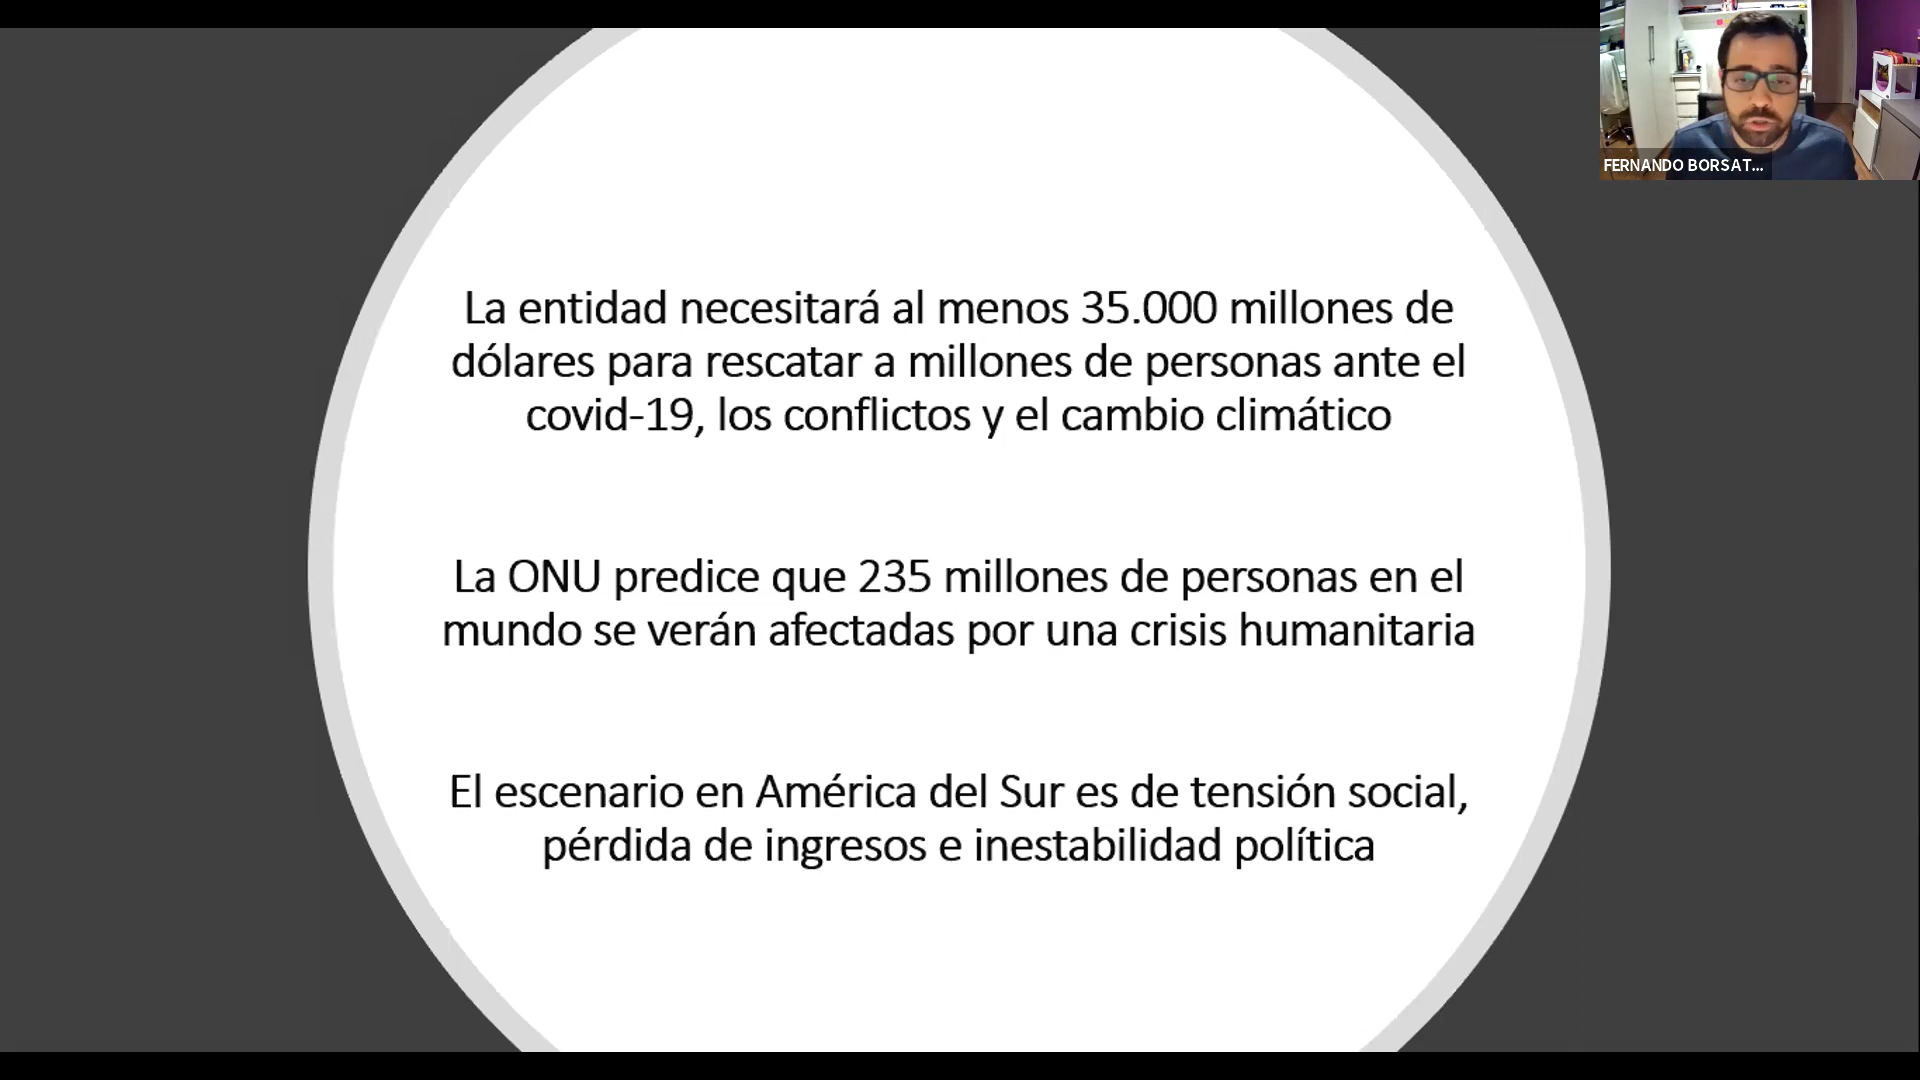 FERNANDO BORSAT...
La entidad necesitará al menos 35.000 millones de
dólares para rescatar a millones de personas ante el
covid-19, los conflictos y el cambio climático
La ONU predice que 235 millones de personas en el
mundo se verán afectadas por una crisis humanitaria
El escenario en América del Sur es de tensión social,
pérdida de ingresos e inestabilidad política